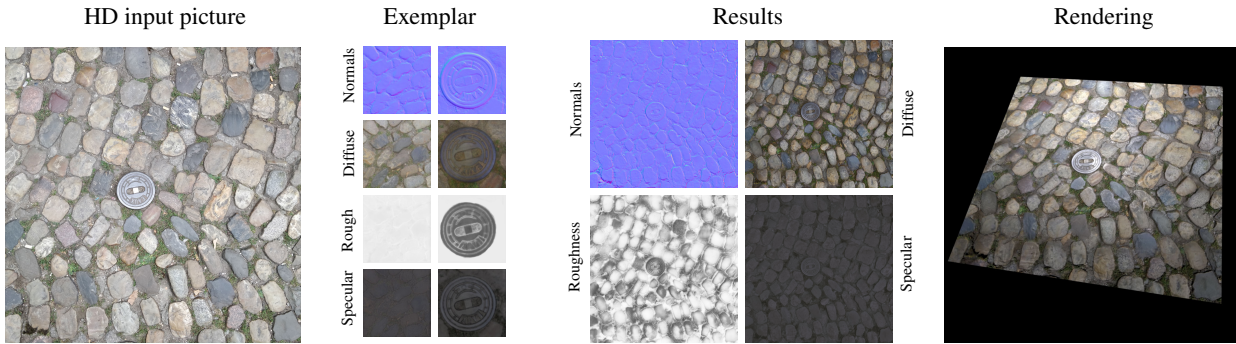 HD input picture
Exemplar
Results
Rendering
Normals
Diffuse
Rough
Specular
Normals
Diffuse
Roughness
Specular